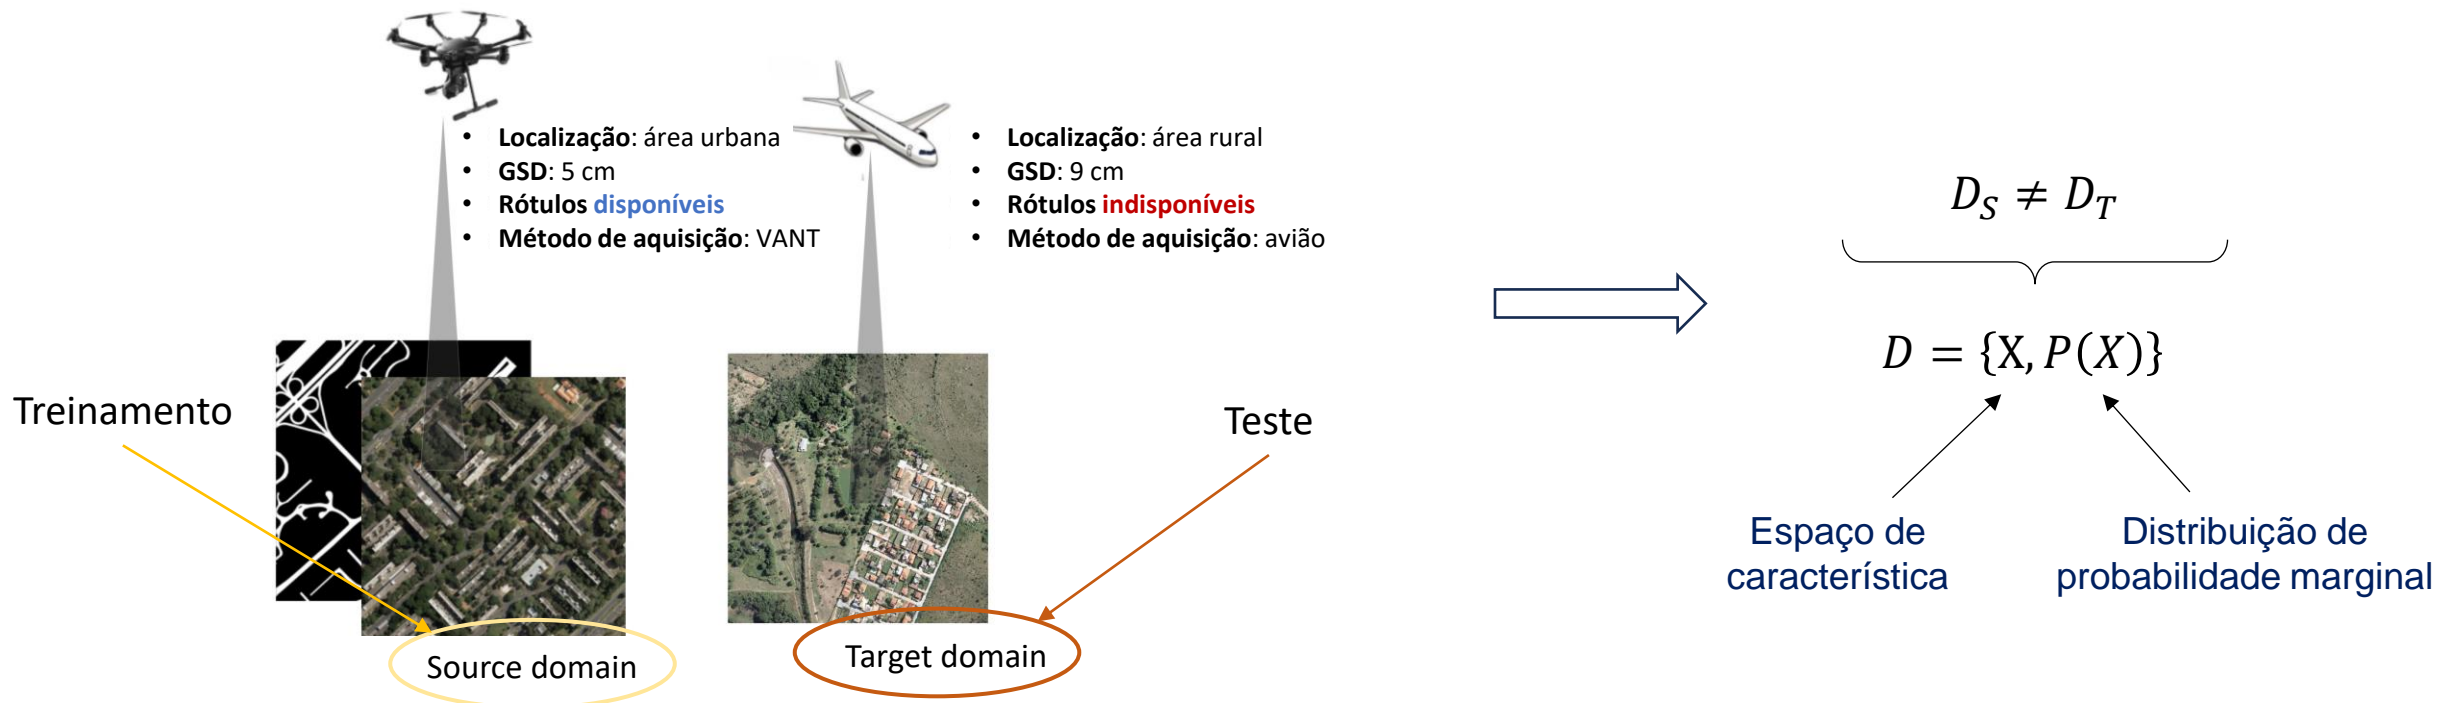 • Localização: área urbana
• GSD: 5 cm
• Rótulos disponíveis
• Método de aquisição: VANT
• Localização: área rural
• GSD: 9 cm
• Rótulos indisponíveis
• Método de aquisição: avião
Treinamento
Source domain
Teste
Target domain
D_S ≠ D_T
D = {X, P(X)}
Espaço de
característica
Distribuição de
probabilidade marginal